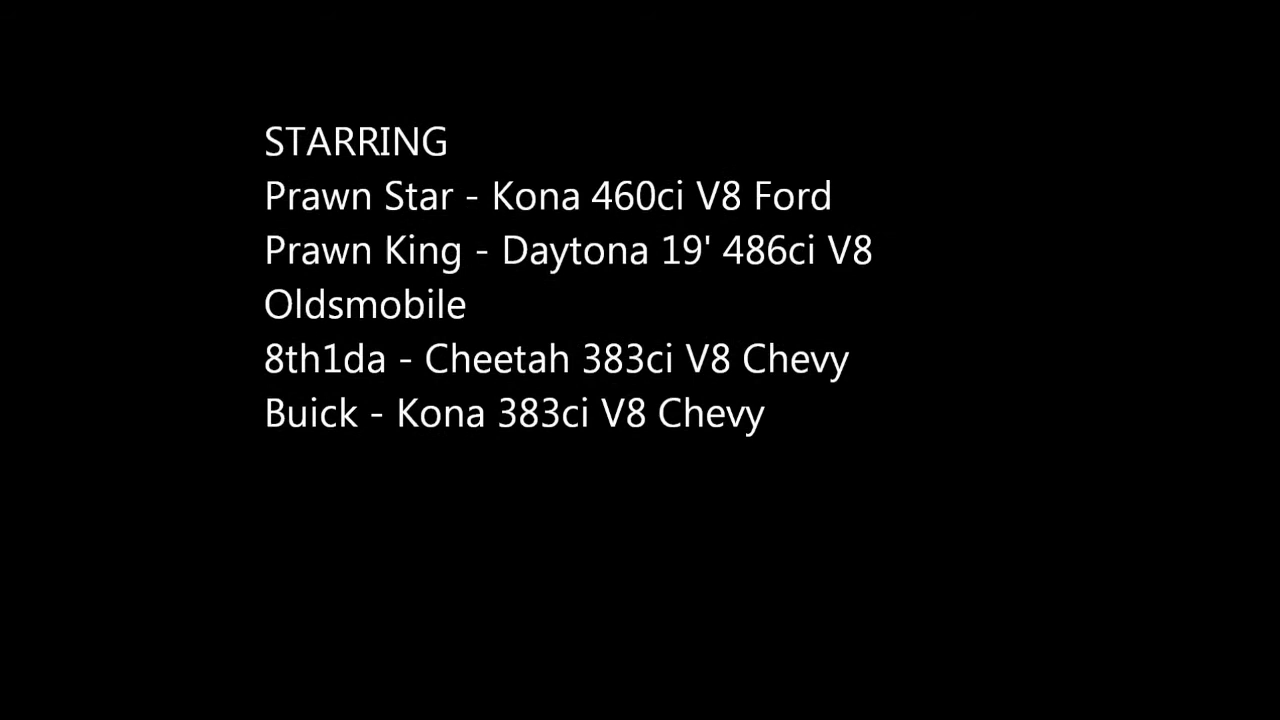 STARRING
Prawn Star - Kona 460ci V8 Ford
Prawn King - Daytona 19' 486ci V8
Oldsmobile
8th1da - Cheetah 383ci V8 Chevy
Buick - Kona 383ci V8 Chevy